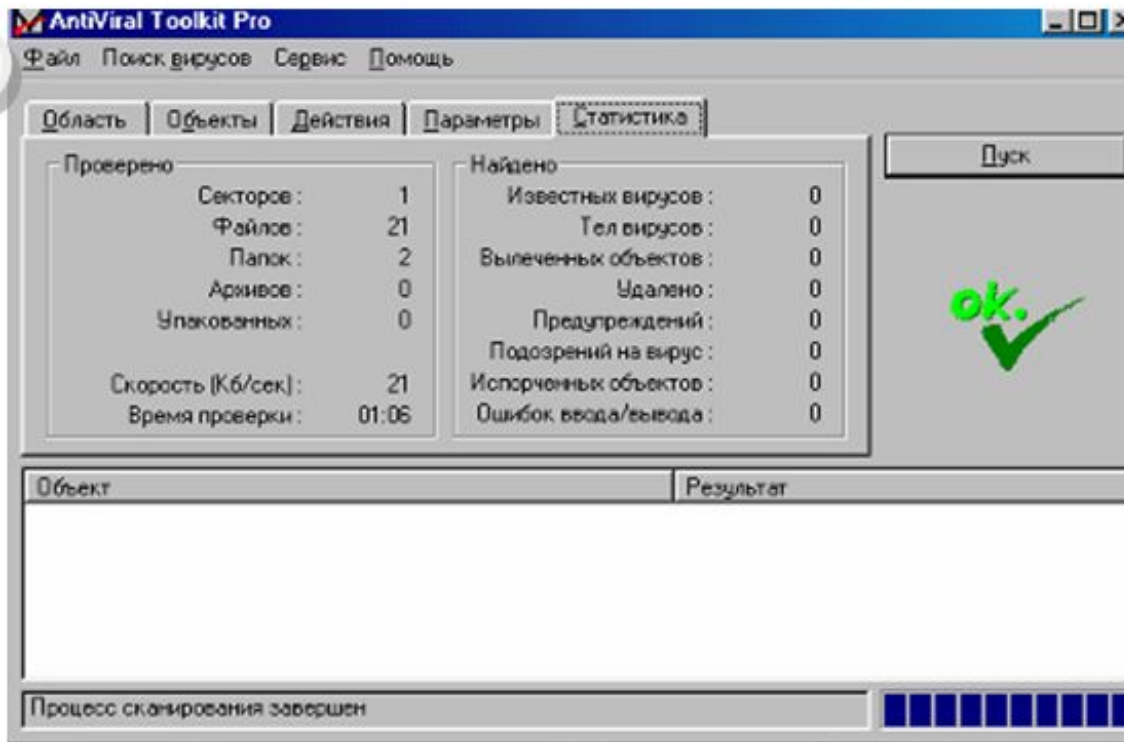 AntiViral Toolkit Pro
Файл Поиск вирусов Сервис Помощь
Область Объекты Действия Параметры Статистика
Пуск
Проверено
Секторов : 1
Файлов : 21
Папок : 2
Архивов : 0
Упакованных : 0
Скорость (Кб/сек) : 21
Время проверки : 01:06
Найдено
Известных вирусов : 0
Тел вирусов : 0
Вылеченных объектов : 0
Удалено : 0
Предупреждений : 0
Подозрений на вирус : 0
Испорченных объектов : 0
Ошибок ввода/вывода : 0
ok.
Объект Результат
Процесс сканирования завершен